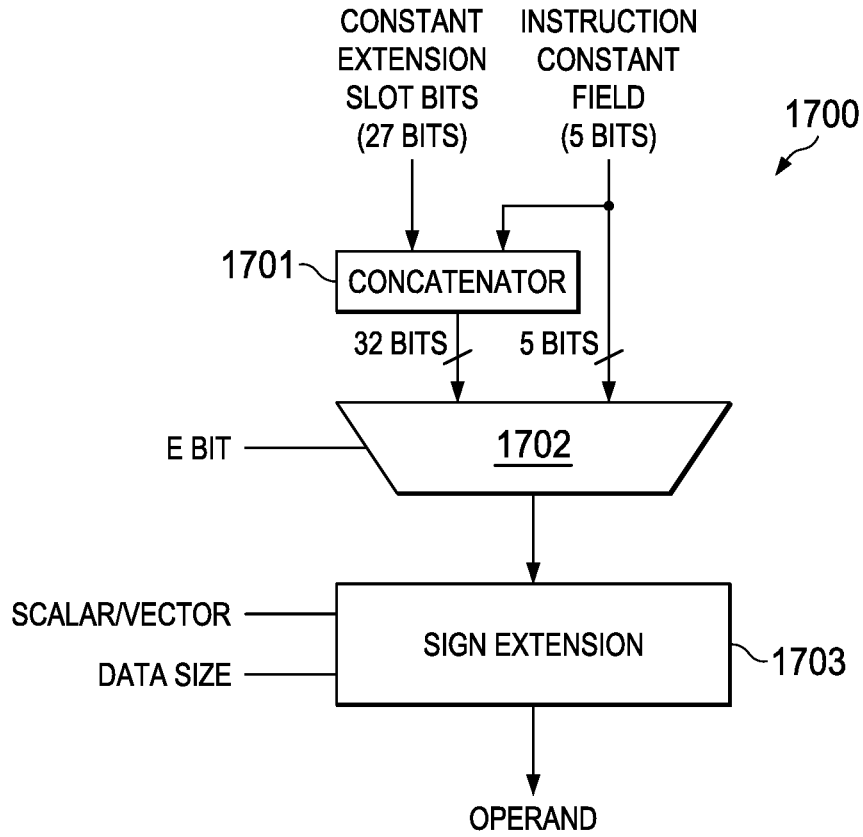 CONSTANT
EXTENSION
SLOT BITS
(27 BITS)
INSTRUCTION
CONSTANT
FIELD
(5 BITS)
1700
1701
CONCATENATOR
32 BITS
5 BITS
E BIT
1702
SCALAR/VECTOR
DATA SIZE
SIGN EXTENSION
1703
OPERAND